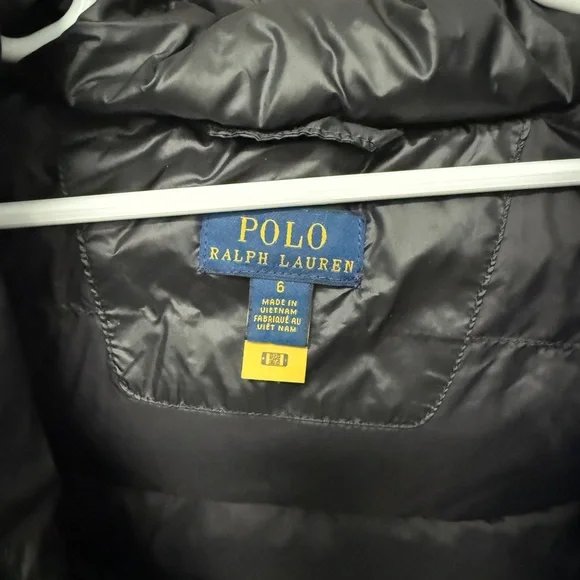 POLO
RALPH LAUREN
6
MADE IN
VIETNAM
FABRIQUÉ AU
VIÊT NAM